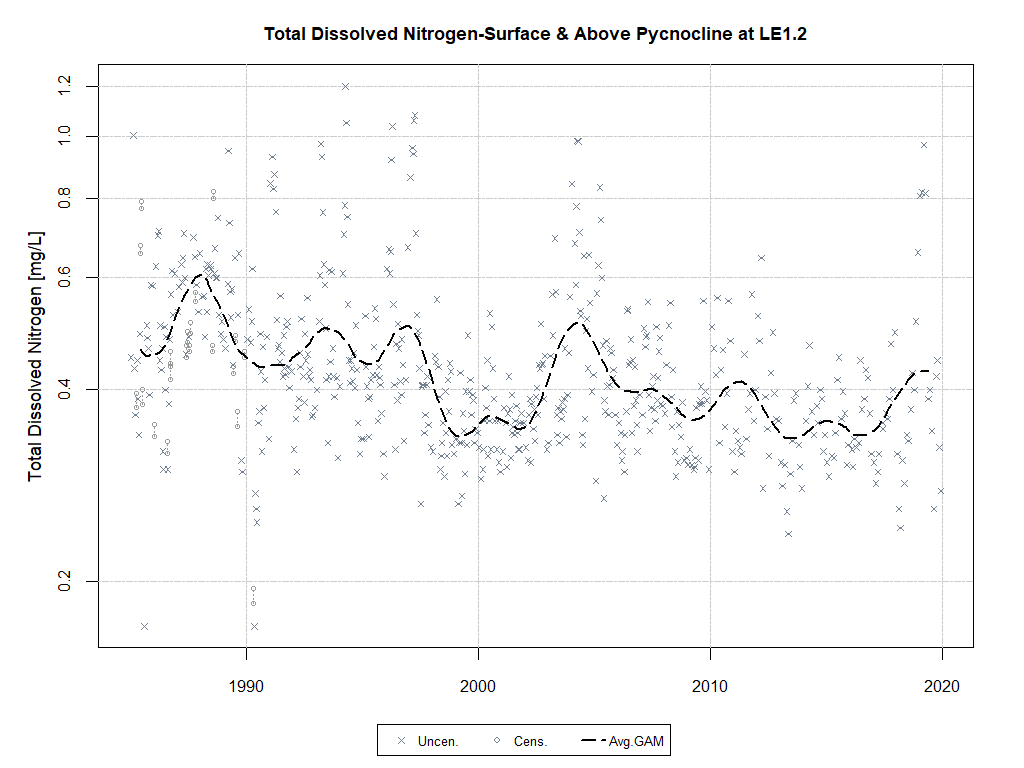 Total Dissolved Nitrogen-Surface & Above Pycnocline at LE1.2
Total Dissolved Nitrogen [mg/L]
1.2
1.0
0.8
0.6
0.4
0.2
1990 2000 2010 2020
Uncen. Cens. Avg.GAM